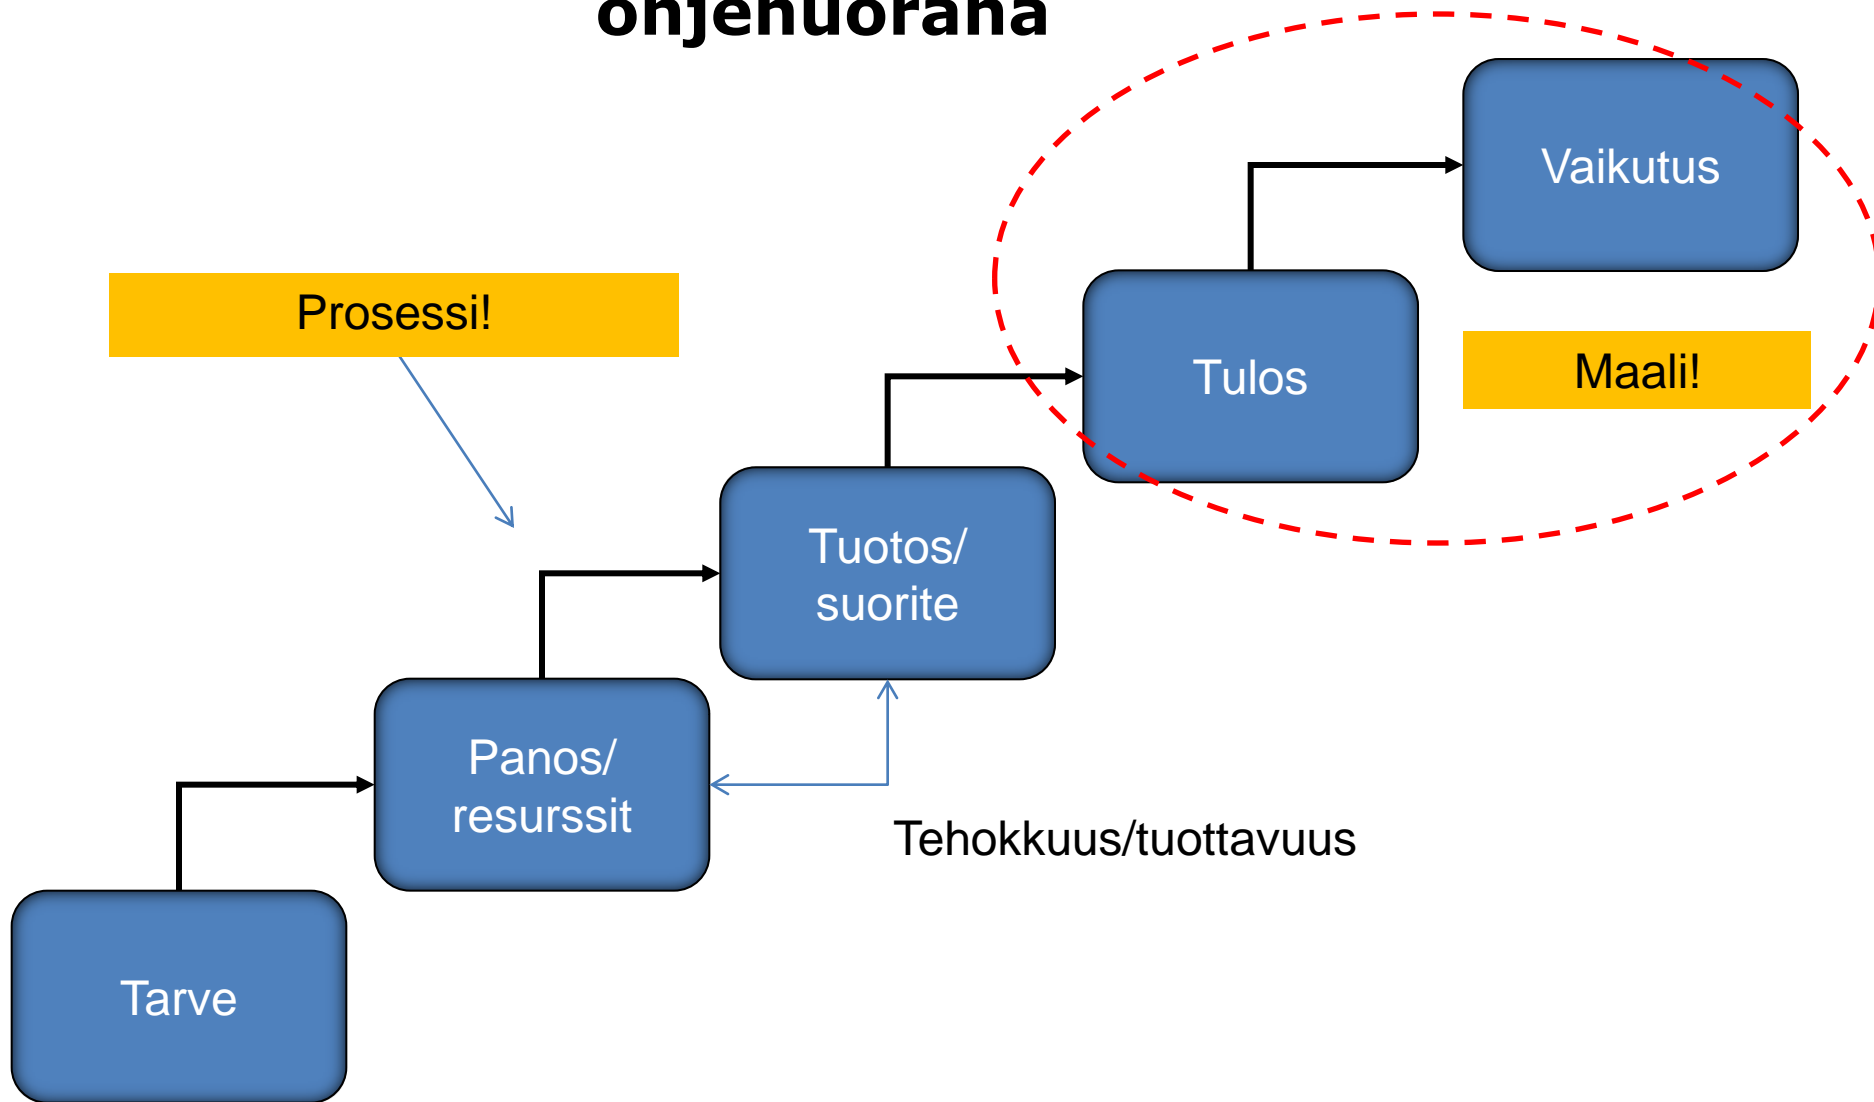 ohjenuorana
Vaikutus
Prosessi!
Tulos
Maali!
Tuotos/
suorite
Panos/
resurssit
Tehokkuus/tuottavuus
Tarve